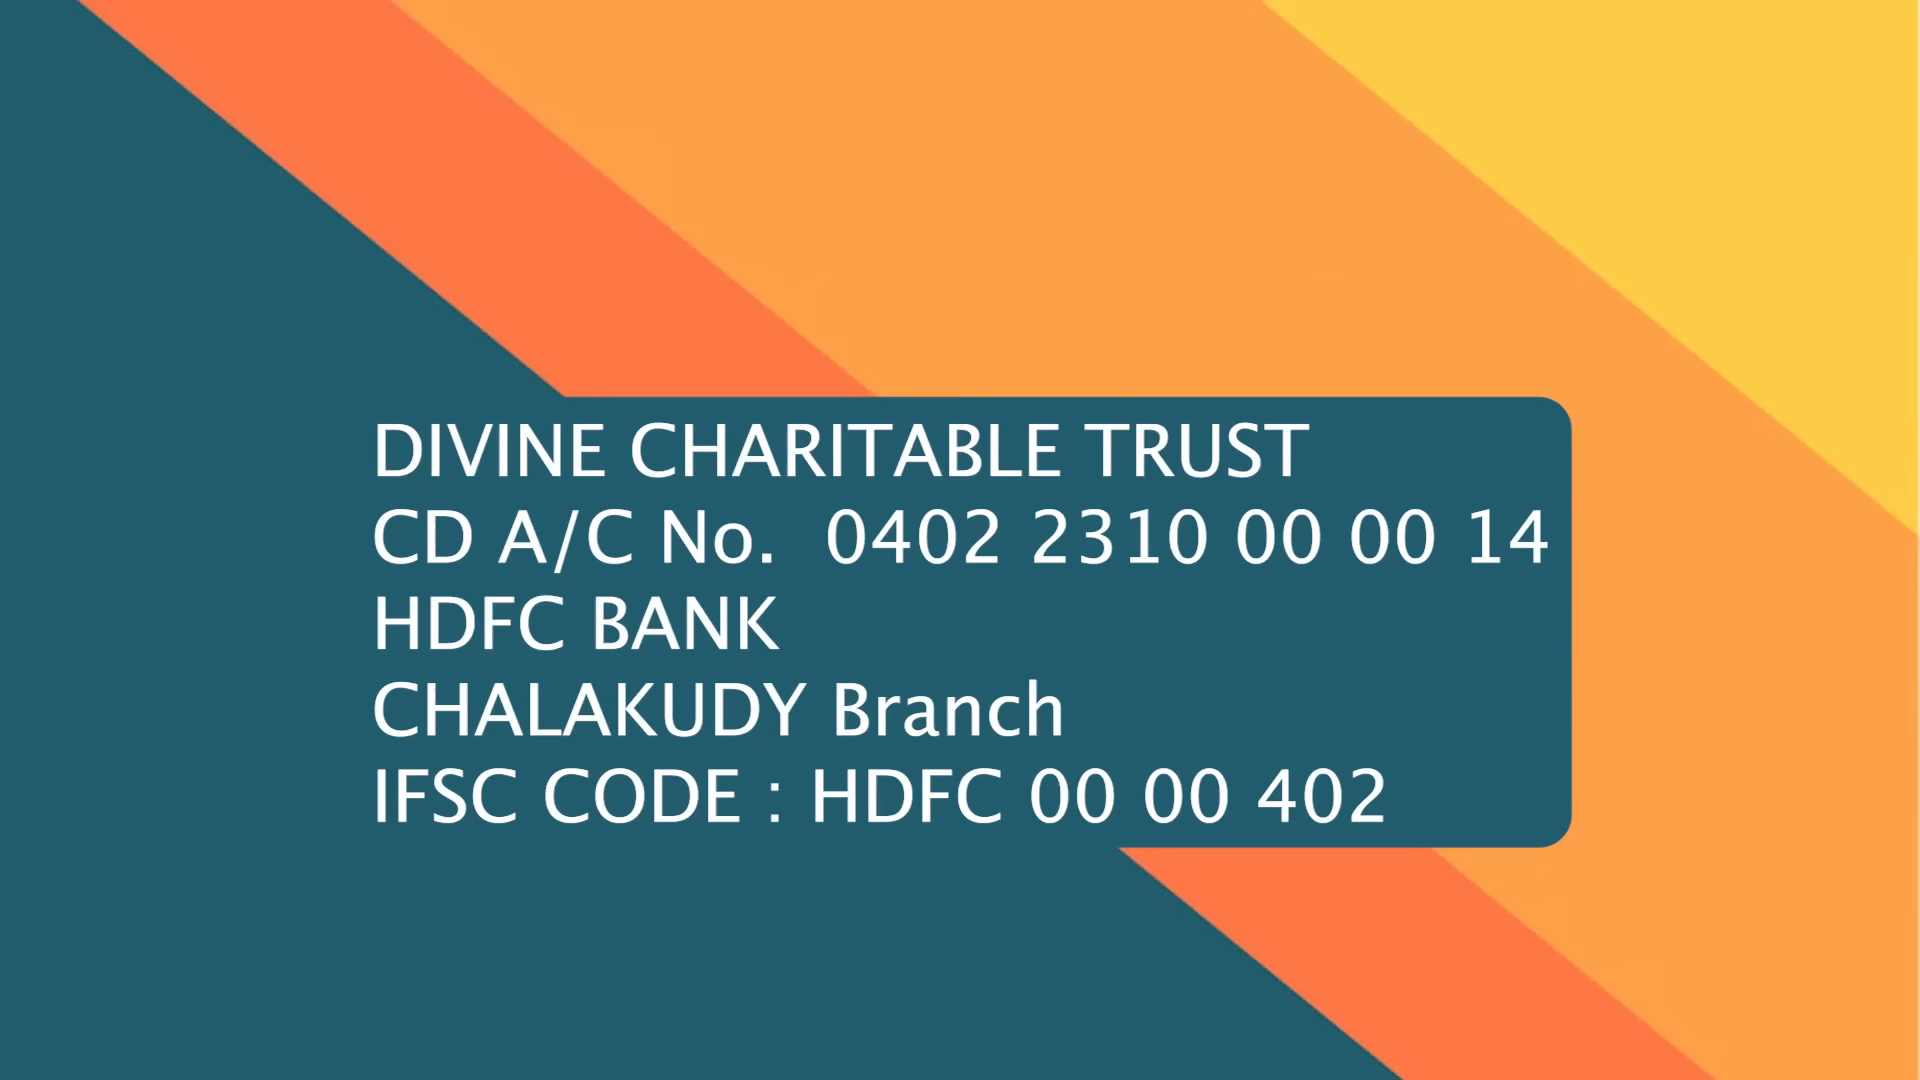 DIVINE CHARITABLE TRUST
CD A/C No.  0402 2310 00 00 14
HDFC BANK
CHALAKUDY Branch
IFSC CODE : HDFC 00 00 402